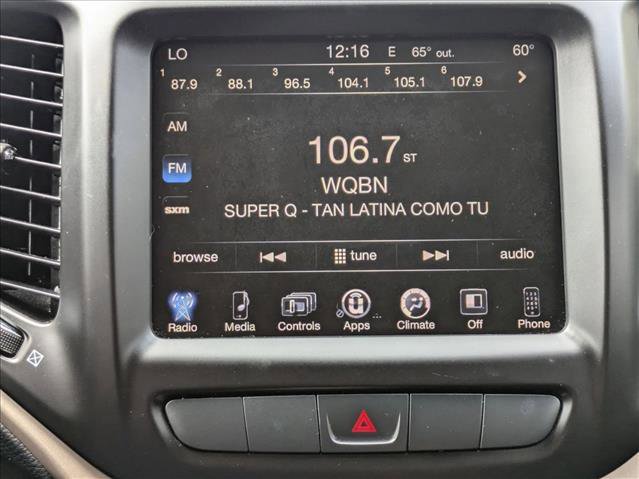 LO 12:16 E 65° out. 60°
1 87.9 2 88.1 3 96.5 4 104.1 5 105.1 6 107.9
AM
FM
sxm
106.7 ST
WQBN
SUPER Q - TAN LATINA COMO TU
browse tune audio
Radio Media Controls Apps Climate Off Phone